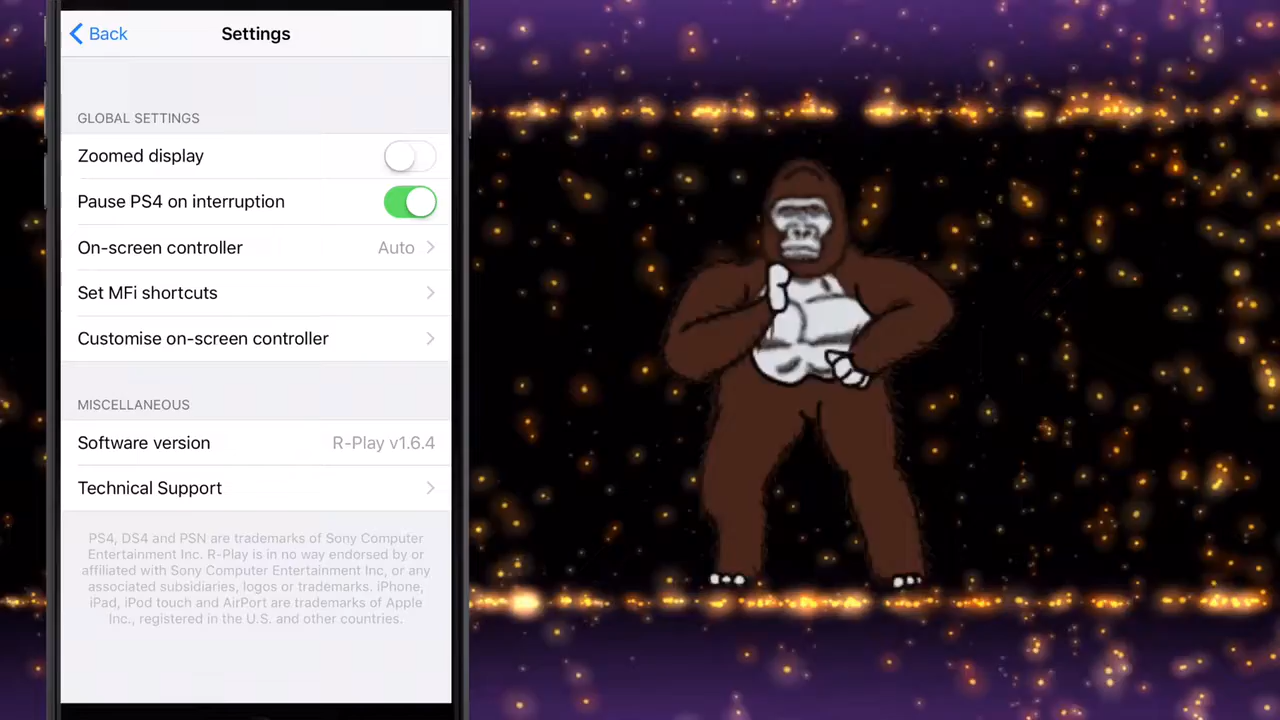 Back
Settings
GLOBAL SETTINGS
Zoomed display
Pause PS4 on interruption
On-screen controller Auto
Set MFi shortcuts
Customise on-screen controller
MISCELLANEOUS
Software version R-Play v1.6.4
Technical Support
PS4, DS4 and PSN are trademarks of Sony Computer
Entertainment Inc. R-Play is in no way endorsed by or
affiliated with Sony Computer Entertainment Inc, or any
associated subsidiaries, logos or trademarks. iPhone,
iPad, iPod touch and AirPort are trademarks of Apple
Inc., registered in the U.S. and other countries.